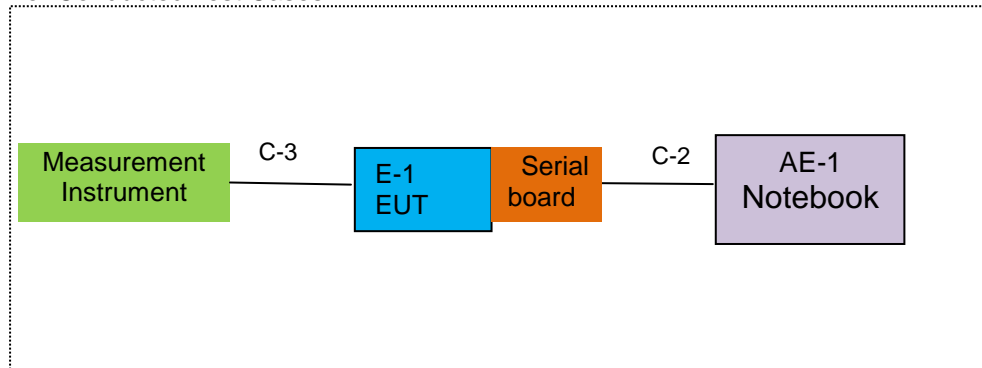 Measurement
Instrument
C-3
E-1
EUT
Serial
board
C-2
AE-1
Notebook